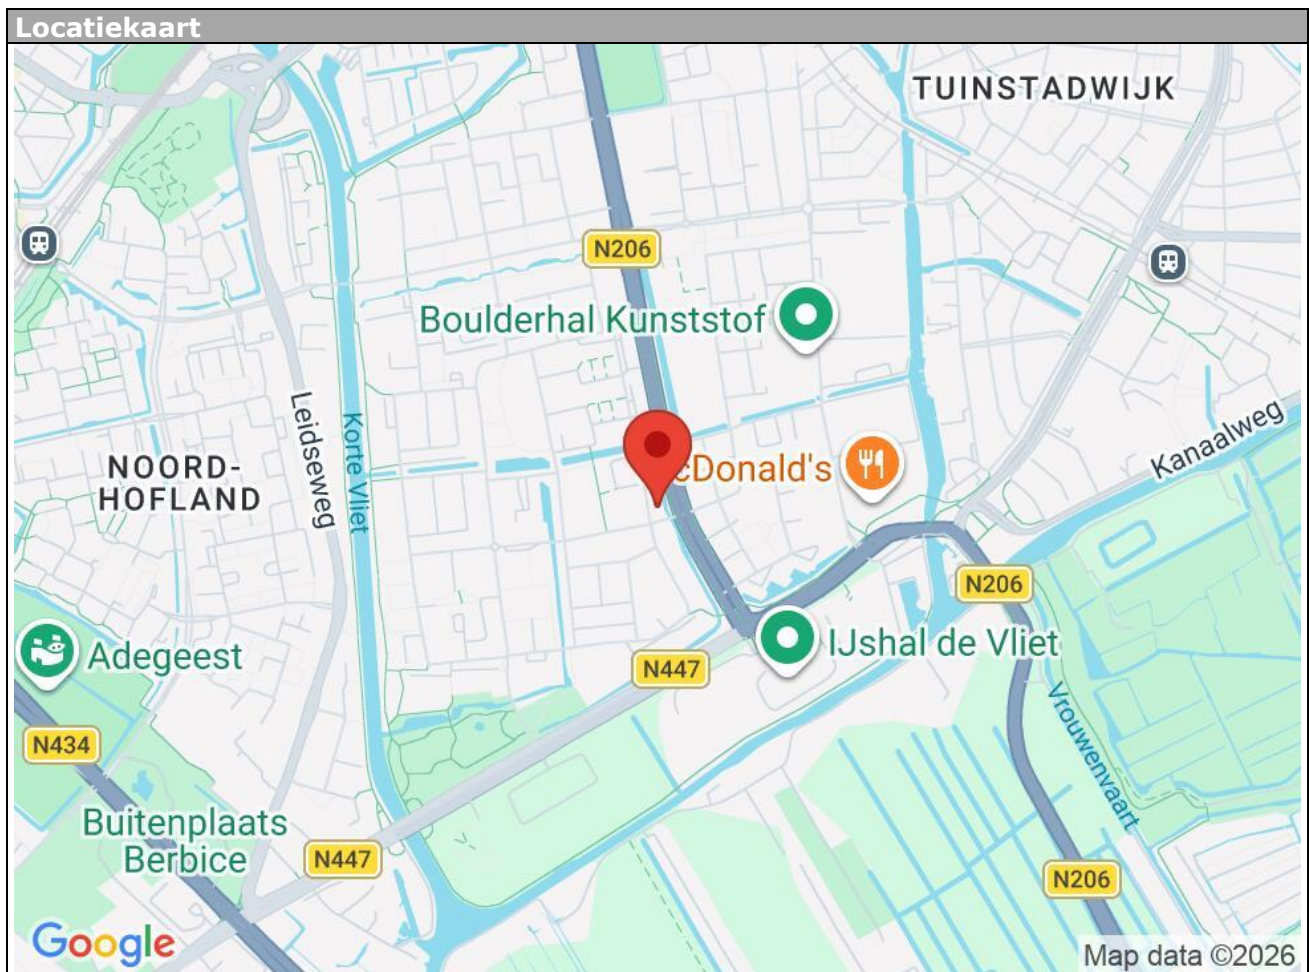 Locatiekaart
TUINSTADWIJK
N206
Boulderhal Kunststof
Leidseweg
Korte Vliet
Kanaalweg
NOORD-
HOFLAND
cDonald's
N206
IJshal de Vliet
N447
Adegeest
Vrouwenvaart
N434
Buitenplaats
Berbice
N447
N206
Google
Map data ©2026